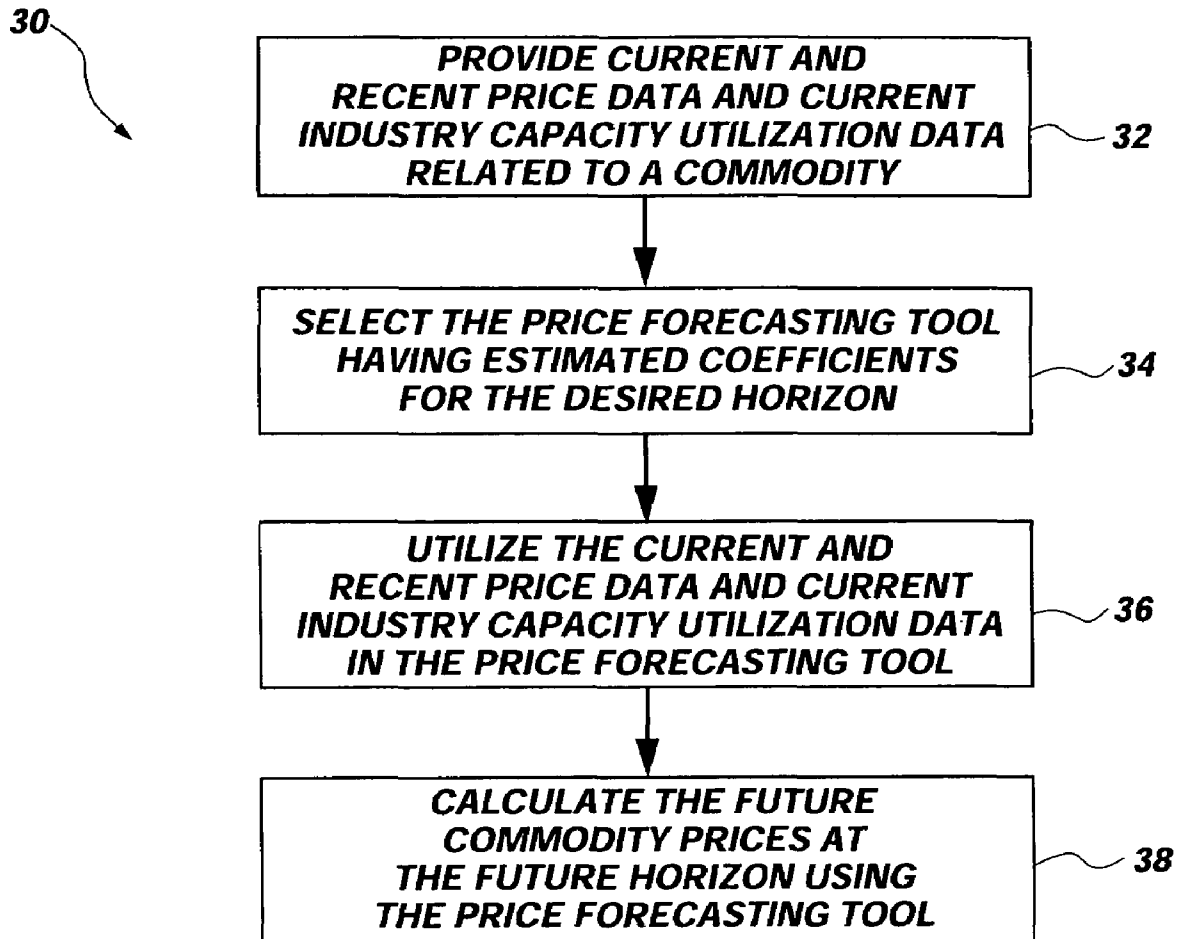 30
PROVIDE CURRENT AND
RECENT PRICE DATA AND CURRENT
INDUSTRY CAPACITY UTILIZATION DATA
RELATED TO A COMMODITY
32
SELECT THE PRICE FORECASTING TOOL
HAVING ESTIMATED COEFFICIENTS
FOR THE DESIRED HORIZON
34
UTILIZE THE CURRENT AND
RECENT PRICE DATA AND CURRENT
INDUSTRY CAPACITY UTILIZATION DATA
IN THE PRICE FORECASTING TOOL
36
CALCULATE THE FUTURE
COMMODITY PRICES AT
THE FUTURE HORIZON USING
THE PRICE FORECASTING TOOL
38